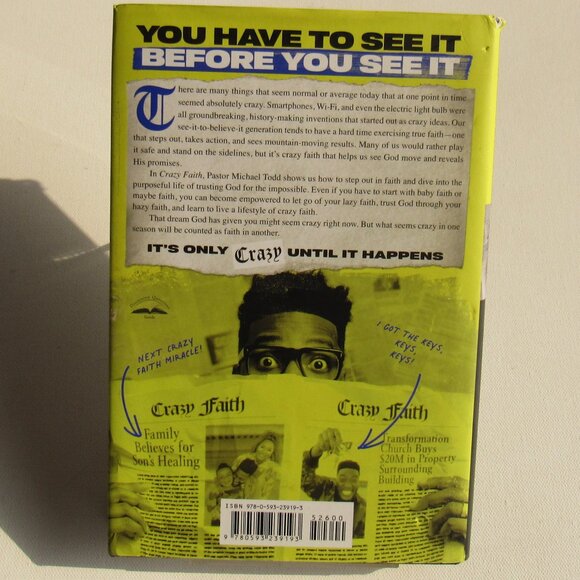 YOU HAVE TO SEE IT
BEFORE YOU SEE IT
There are many things that seem normal or average today that at one point in time
seemed absolutely crazy. Smartphones, Wi-Fi, and even the electric light bulb were
all groundbreaking, history-making inventions that started out as crazy ideas. Our
see-it-to-believe-it generation tends to have a hard time exercising true faith—one
that steps out, takes action, and sees mountain-moving results. Many of us would rather play
it safe and stand on the sidelines, but it's crazy faith that helps us see God move and reveals
His promises.
In Crazy Faith, Pastor Michael Todd shows us how to step out in faith and dive into the
purposeful life of trusting God for the impossible. Even if you have to start with baby faith or
maybe faith, you can become empowered to let go of your lazy faith, trust God through your
hazy faith, and learn to live a lifestyle of crazy faith.
That dream God has given you might seem crazy right now. But what seems crazy in one
season will be counted as faith in another.
IT'S ONLY Crazy UNTIL IT HAPPENS
NEXT CRAZY
FAITH MIRACLE!
I GOT THE KEYS,
KEYS,
KEYS!
Crazy Faith
Crazy Faith
Family
Believes for
Son's Healing
Transformation
Church Buys
$20M in Property
Surrounding
Building
ISBN 978-0-593-23919-3
52600
9 780593 239193